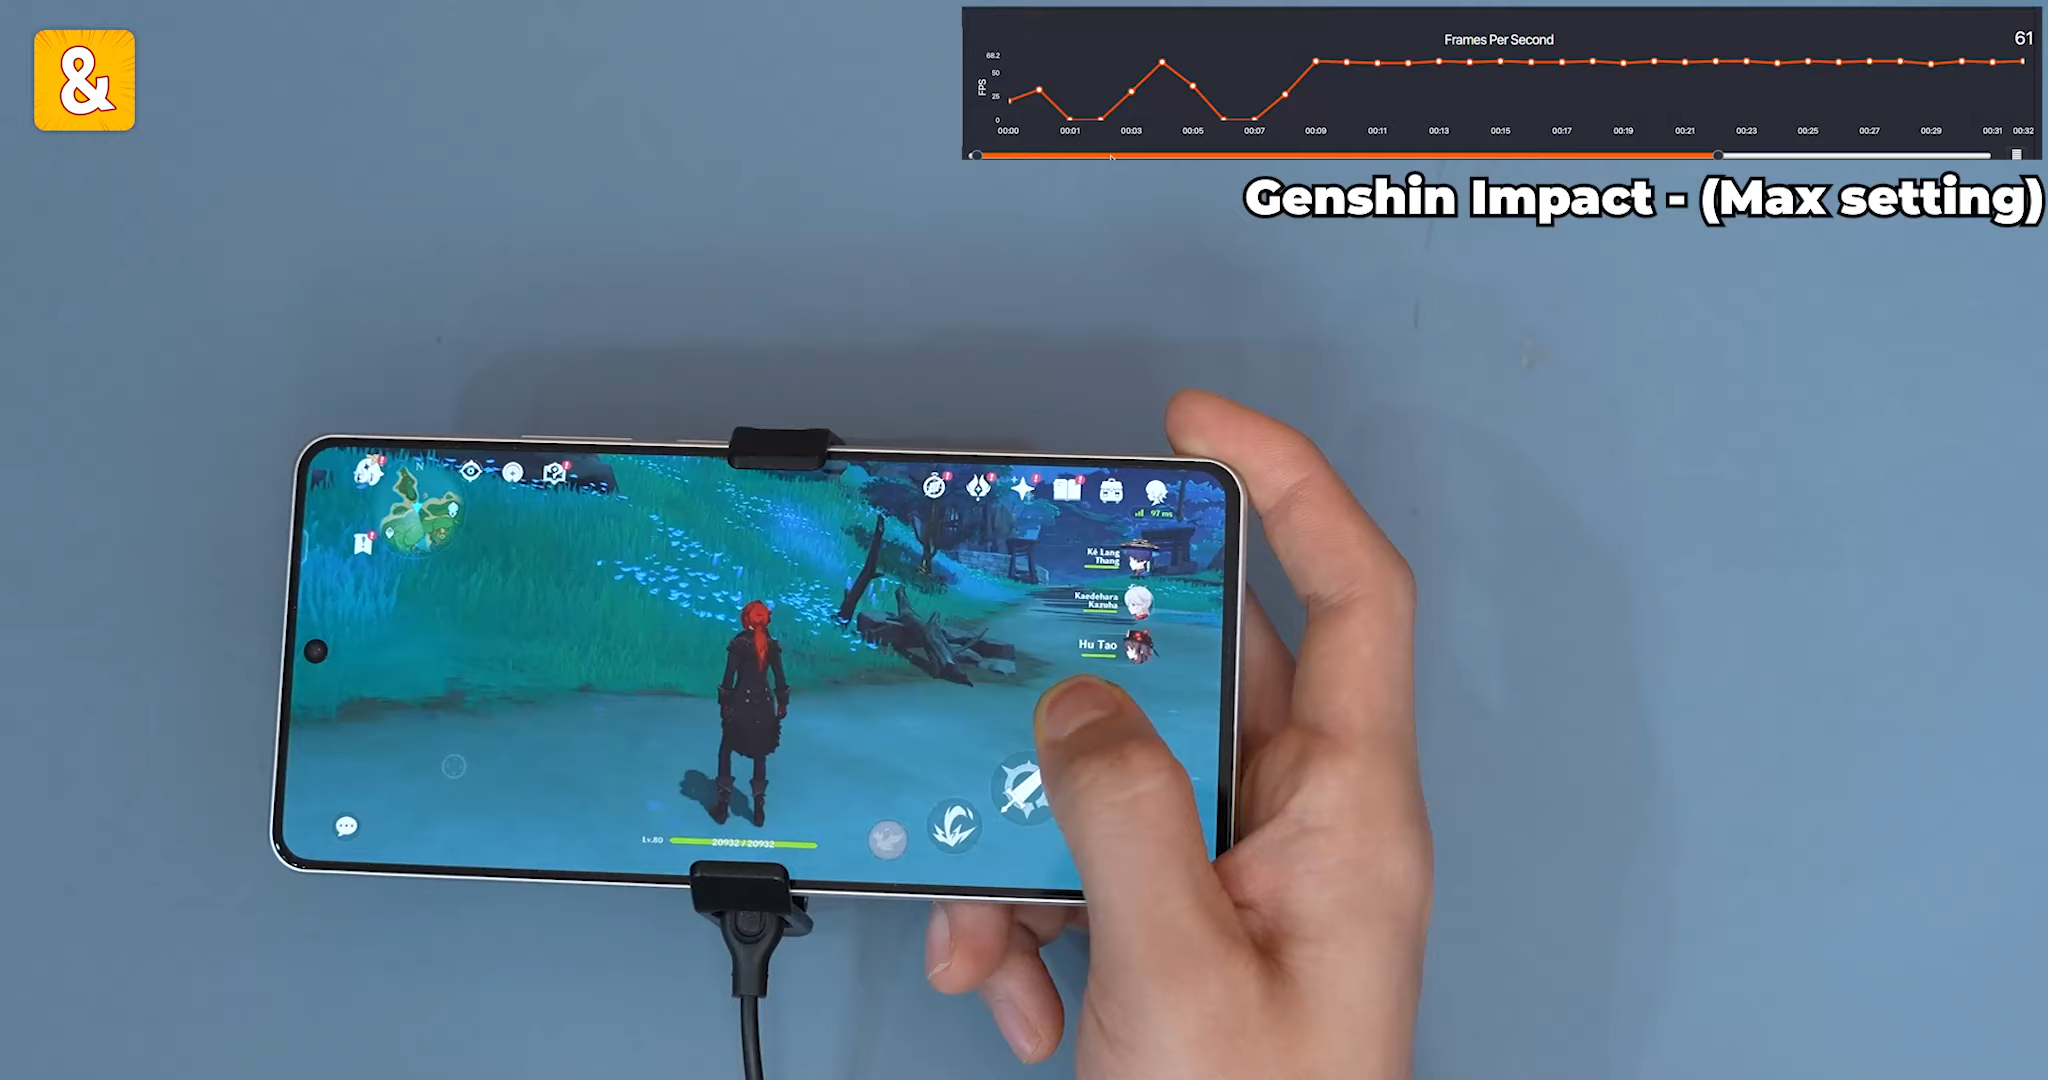 &
Frames Per Second
61
FPS
68.2
50
25
0
00:00 00:01 00:03 00:05 00:07 00:09 00:11 00:13 00:15 00:17 00:19 00:21 00:23 00:25 00:27 00:29 00:31 00:32
Genshin Impact - (Max setting)
N
97 ms
Kẻ Lang
Thang
Kaedehara
Kazuha
Hu Tao
Lv.80
20932 / 20932